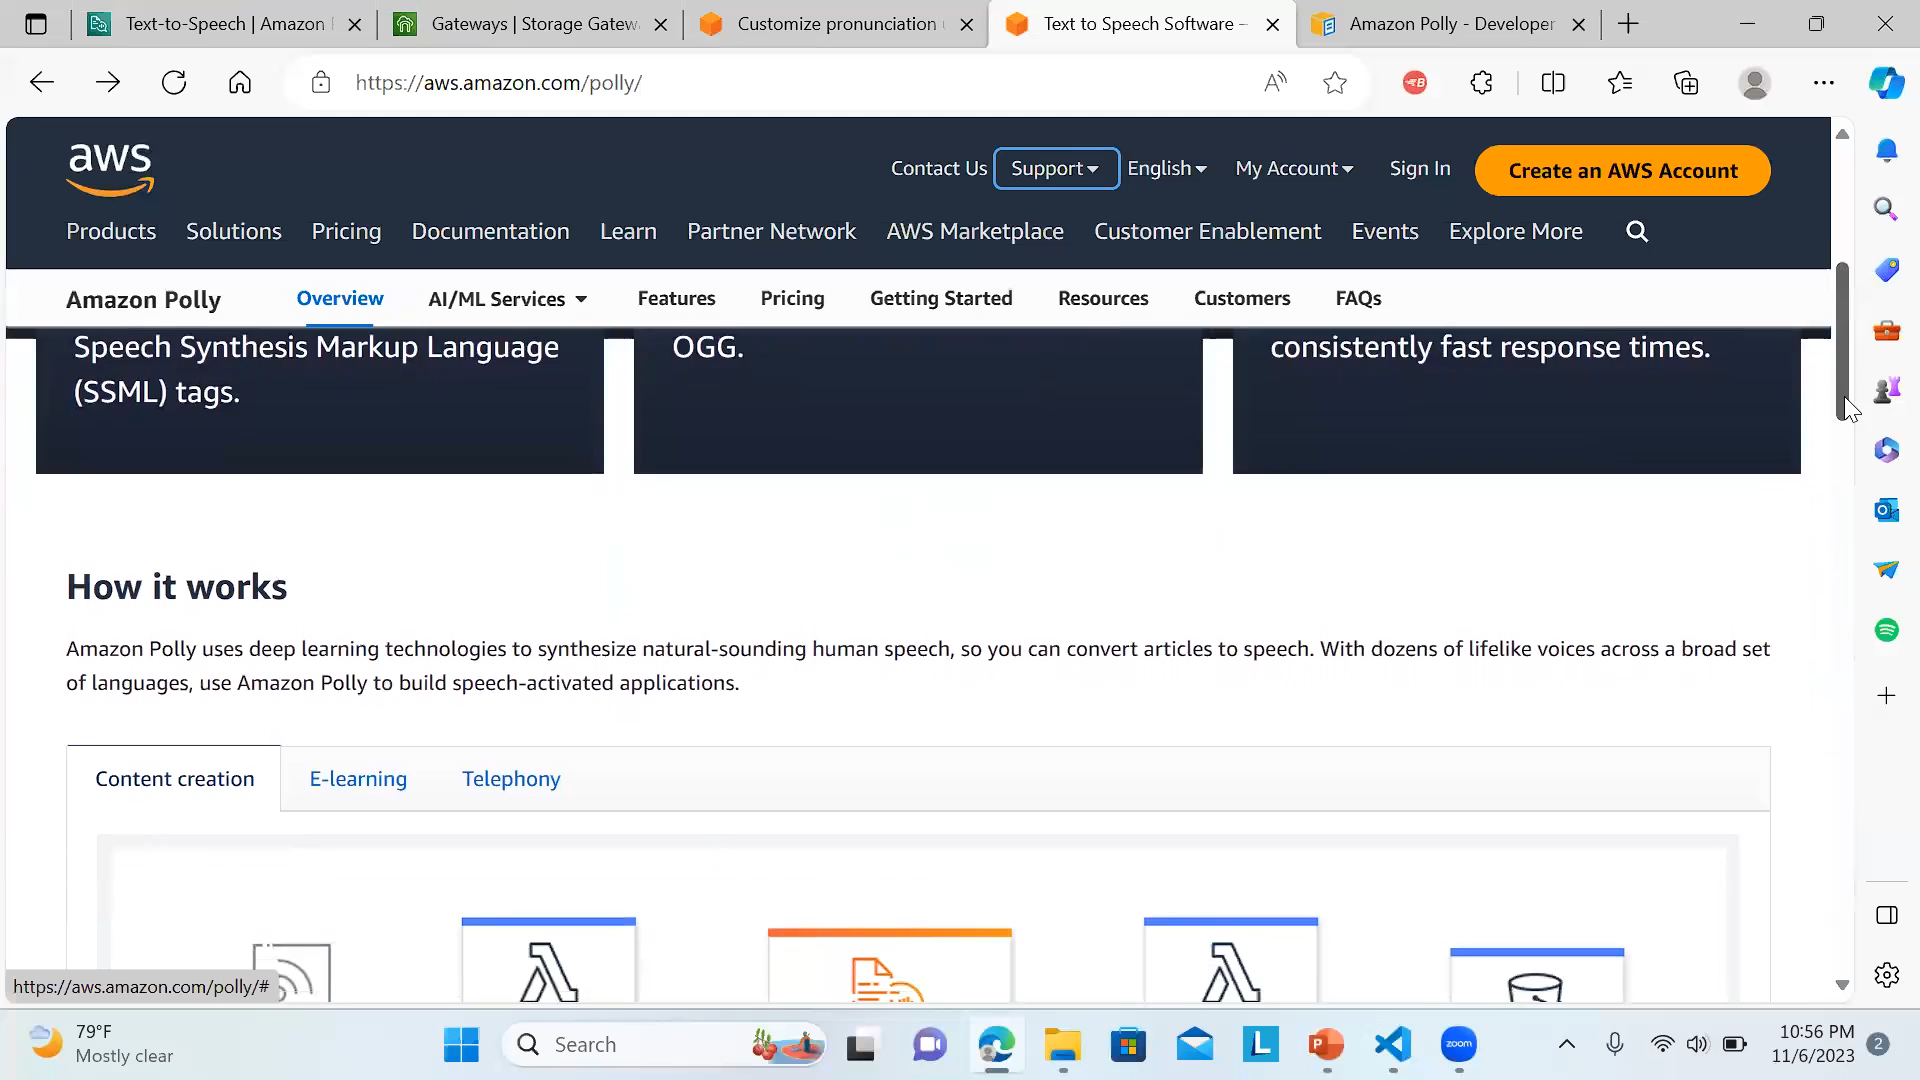 Text-to-Speech | Amazon
Gateways | Storage Gatew
Customize pronunciation
Text to Speech Software –
Amazon Polly - Developer
https://aws.amazon.com/polly/
aws
Contact Us
Support
English
My Account
Sign In
Create an AWS Account
Products
Solutions
Pricing
Documentation
Learn
Partner Network
AWS Marketplace
Customer Enablement
Events
Explore More
Amazon Polly
Overview
AI/ML Services
Features
Pricing
Getting Started
Resources
Customers
FAQs
Speech Synthesis Markup Language
(SSML) tags.
OGG.
consistently fast response times.
How it works
Amazon Polly uses deep learning technologies to synthesize natural-sounding human speech, so you can convert articles to speech. With dozens of lifelike voices across a broad set
of languages, use Amazon Polly to build speech-activated applications.
Content creation
E-learning
Telephony
https://aws.amazon.com/polly/#
79°F
Mostly clear
Search
zoom
10:56 PM
11/6/2023
2